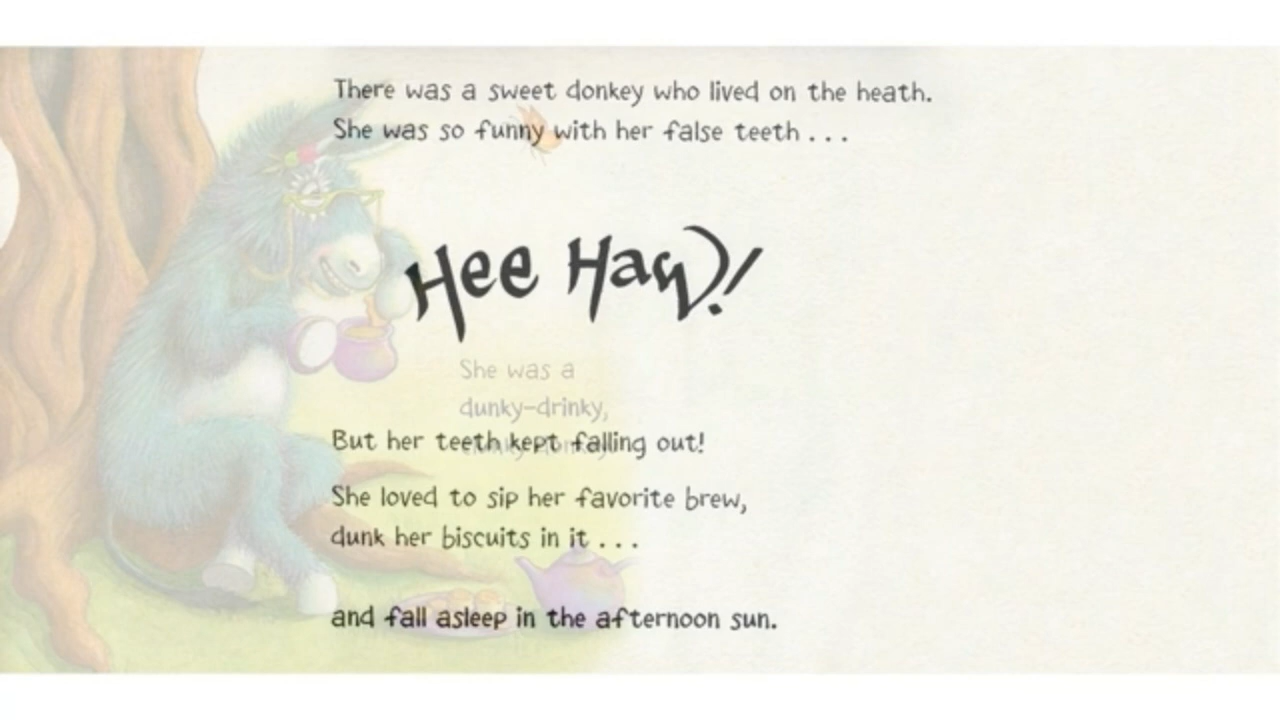 There was a sweet donkey who lived on the heath.
She was so funny with her false teeth . . .
Hee Haw!
She was a
dunky-drinky,
But her teeth kept falling out!
She loved to sip her favorite brew,
dunk her biscuits in it . . .
and fall asleep in the afternoon sun.